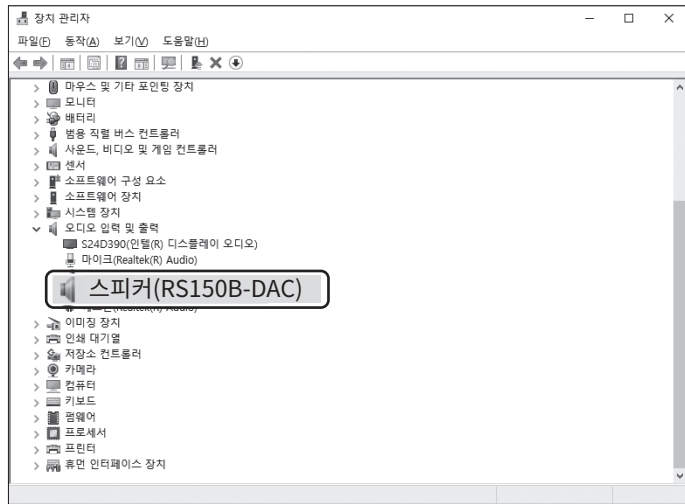 장치 관리자
파일(F) 동작(A) 보기(V) 도움말(H)
마우스 및 기타 포인팅 장치
모니터
배터리
범용 직렬 버스 컨트롤러
사운드, 비디오 및 게임 컨트롤러
센서
소프트웨어 구성 요소
소프트웨어 장치
시스템 장치
오디오 입력 및 출력
S24D390(인텔(R) 디스플레이 오디오)
마이크(Realtek(R) Audio)
스피커(RS150B-DAC)
이미징 장치
인쇄 대기열
저장소 컨트롤러
카메라
컴퓨터
키보드
펌웨어
프로세서
프린터
휴먼 인터페이스 장치